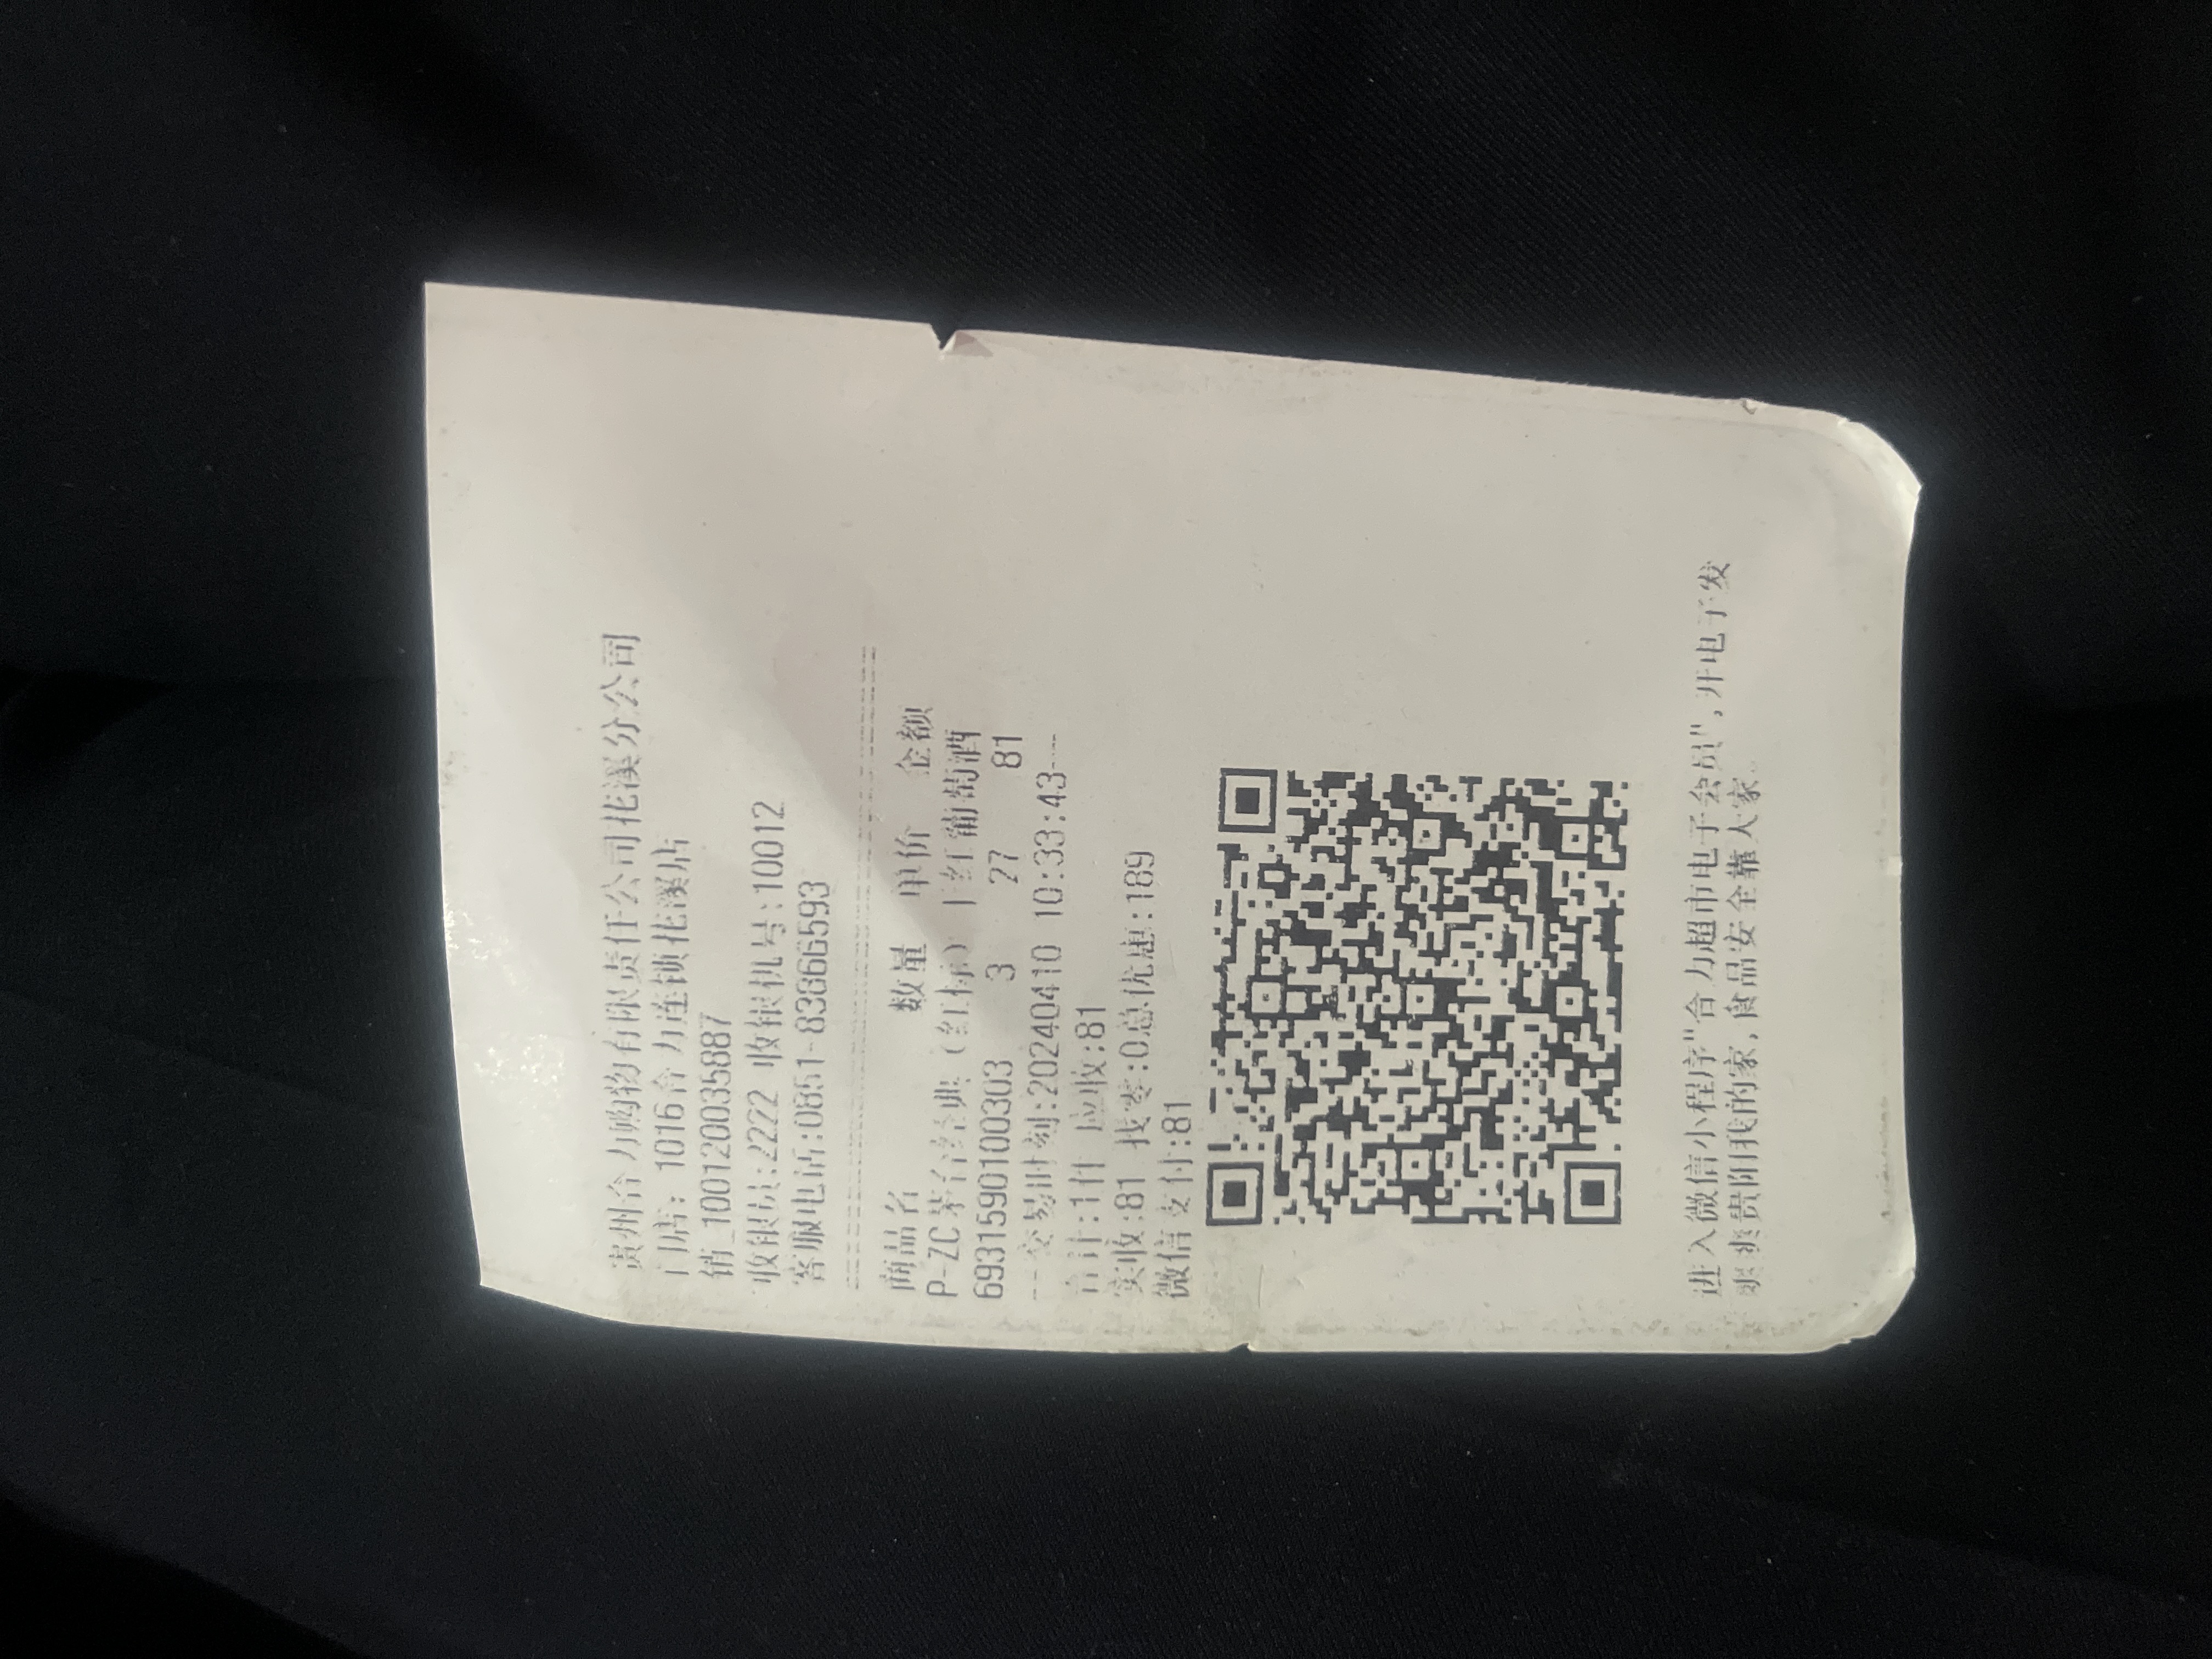 贵州合力购物有限责任公司花溪分公司
门店: 1016合力连锁花溪店
销_100120035887
收银员:2222 收银机号:10012
客服电话:0851-83866593
商品名 数量 单价 金额
P-ZC茅台经典(红标)干红葡萄酒
6931590100303 3 27 81
---交易时刻:20240410 10:33:43---
合计:1件 应收:81
实收:81 找零:0总优惠:189
微信支付:81
进入微信小程序"合力超市电子会员", 开电子发
爽爽贵阳我的家, 食品安全靠大家。